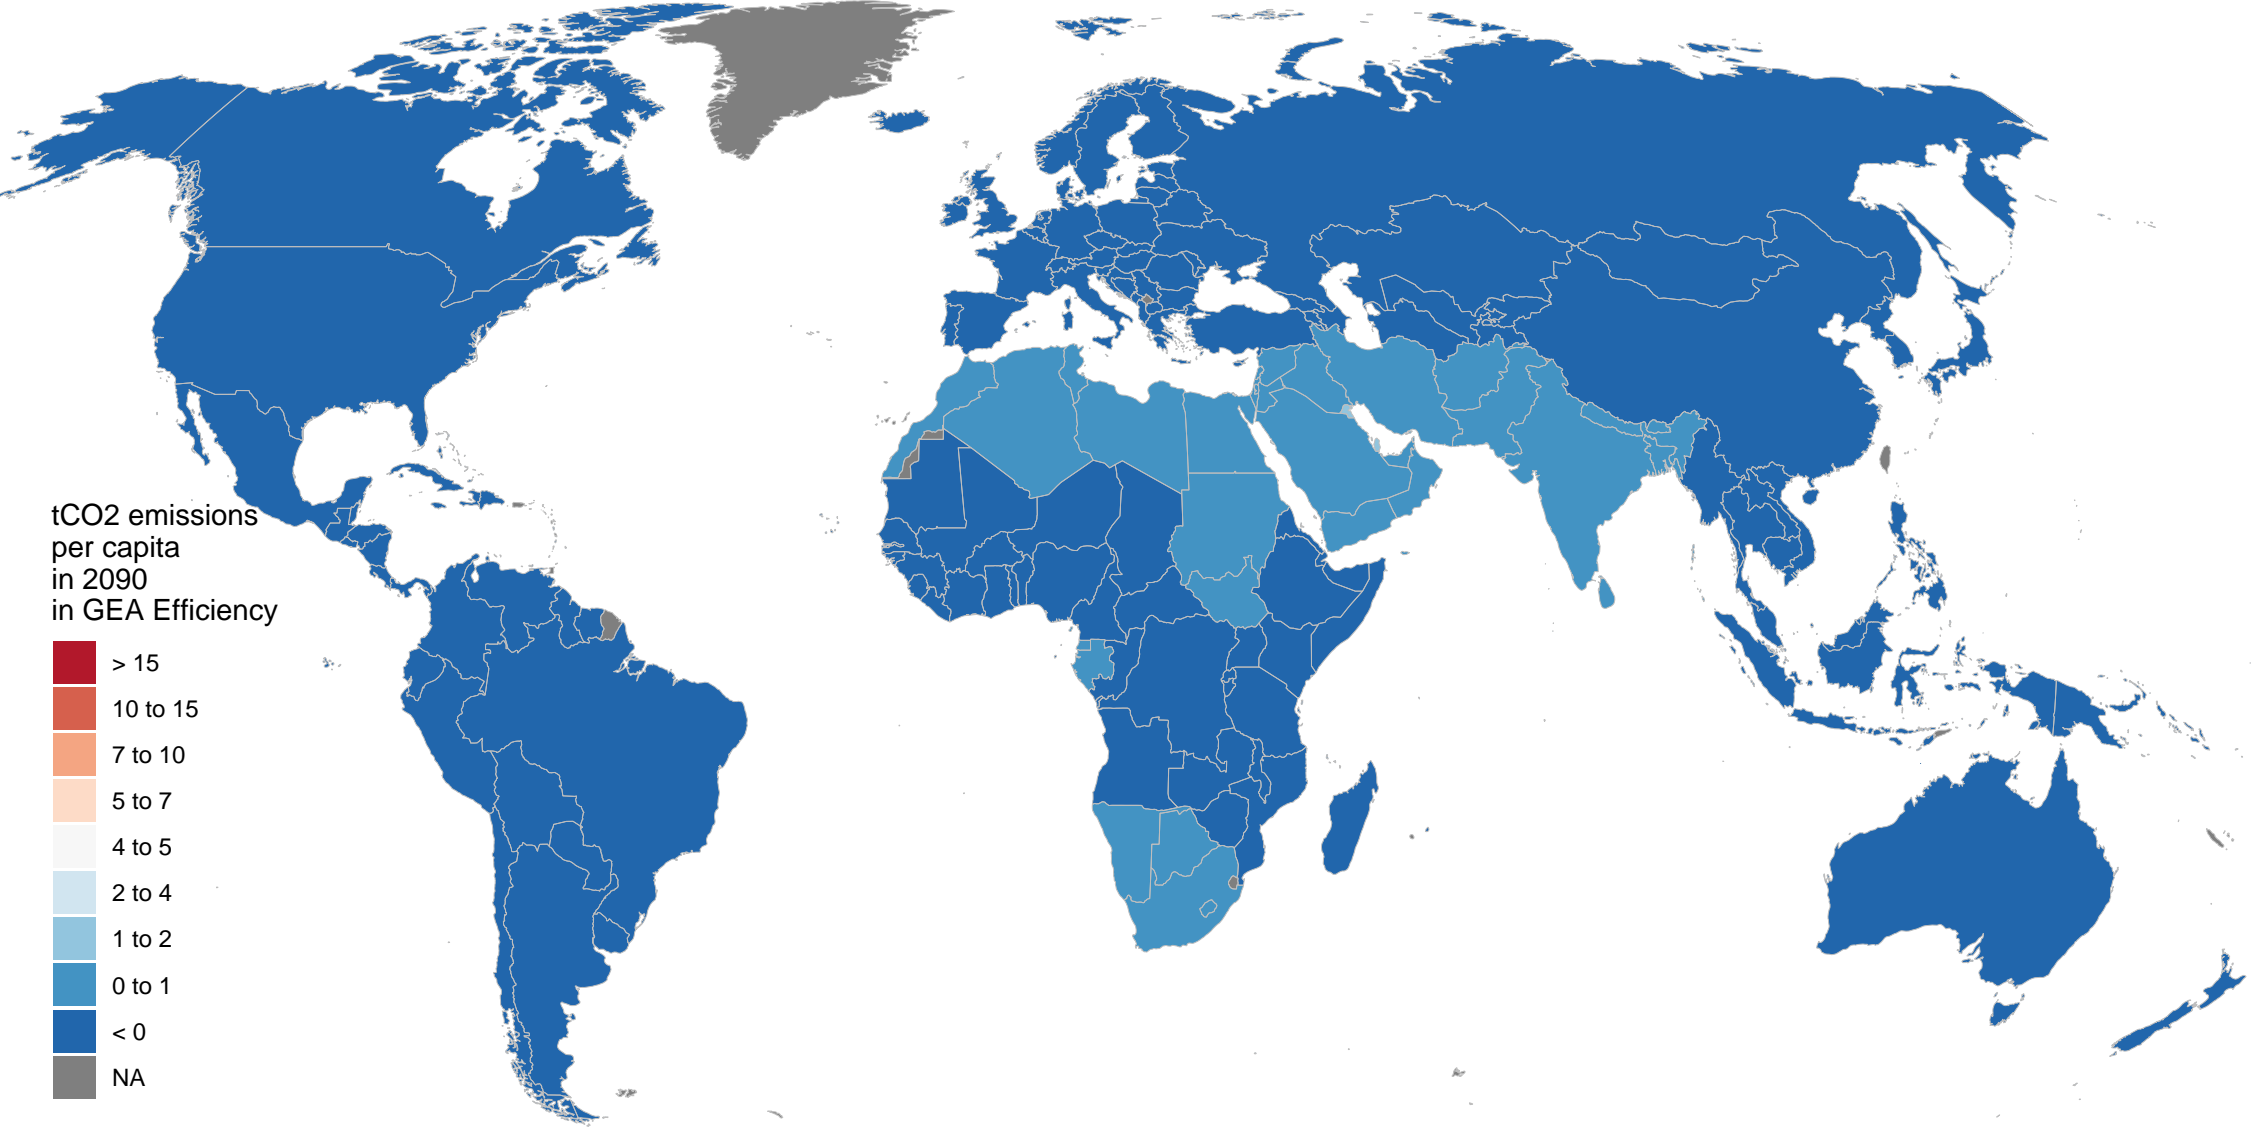 tCO2 emissions
per capita
in 2090
in GEA Efficiency
> 15
10 to 15
7 to 10
5 to 7
4 to 5
2 to 4
1 to 2
0 to 1
< 0
NA